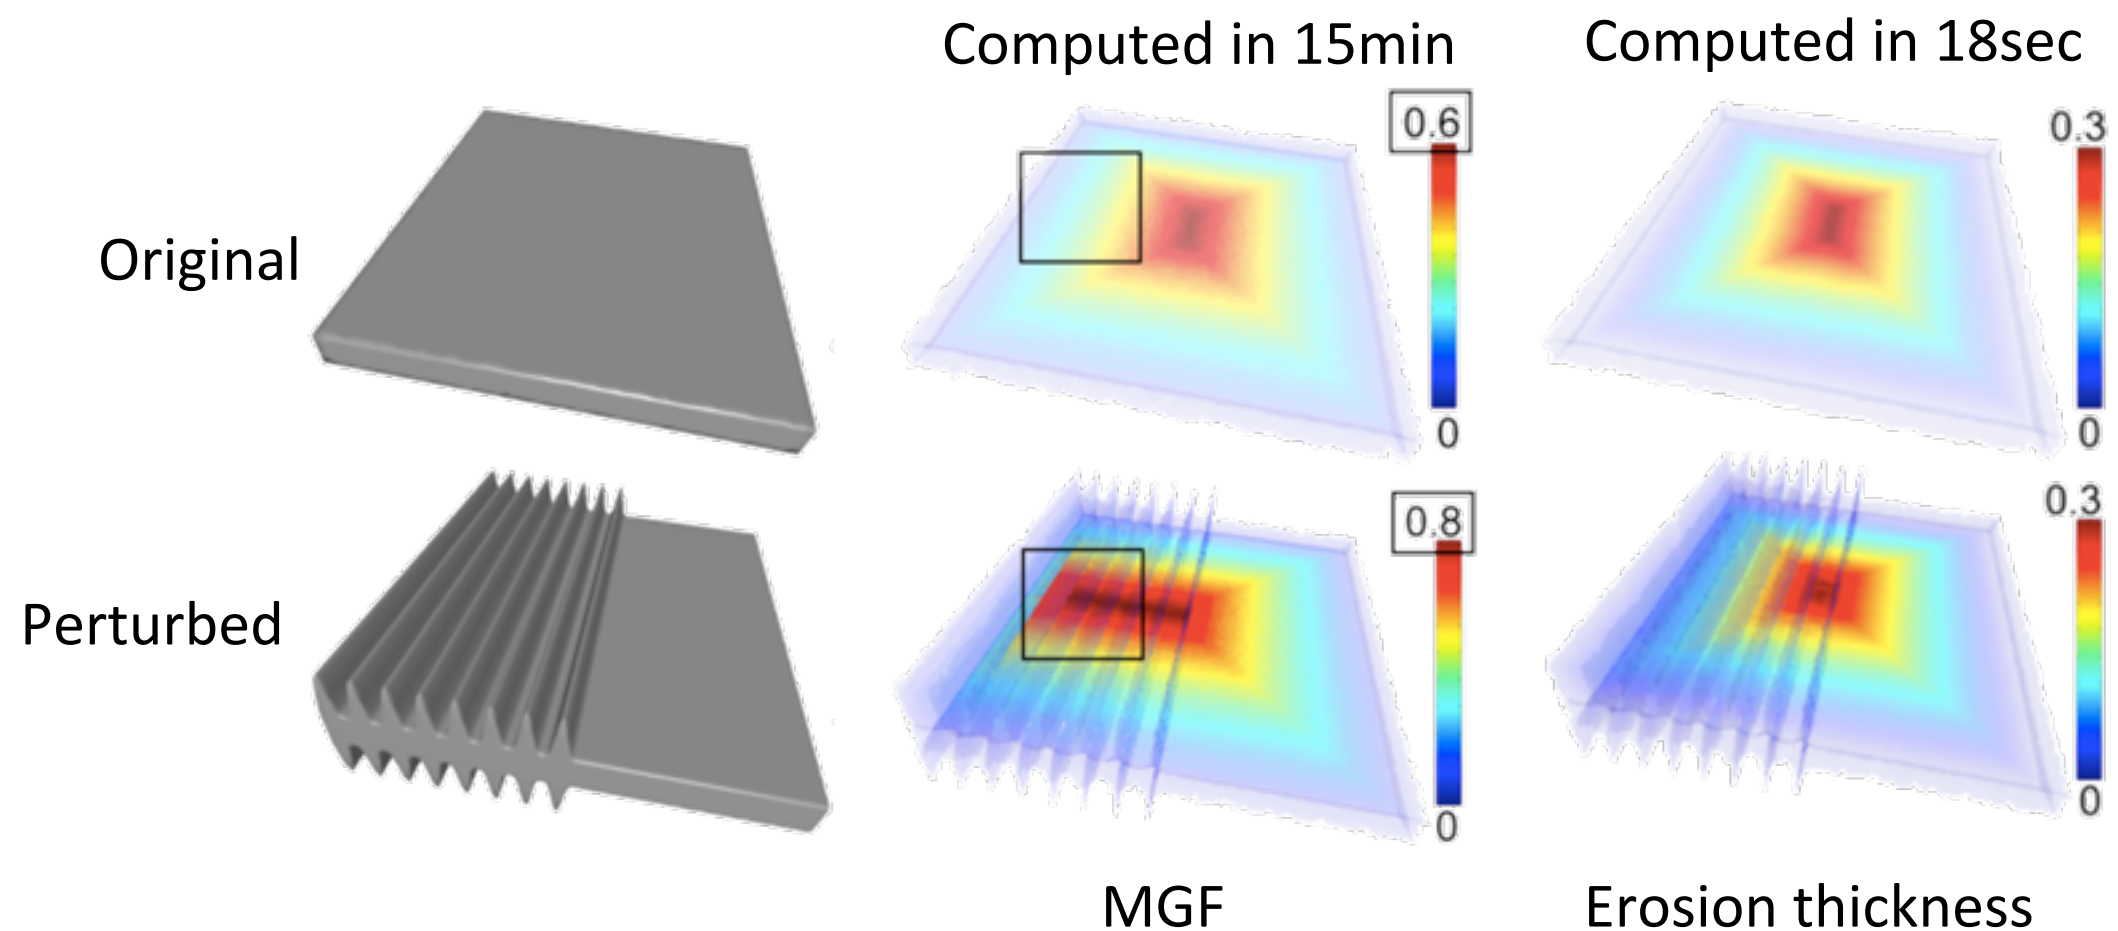 Computed in 15min
Computed in 18sec
0.6
0.3
Original
0
0
0.8
0.3
Perturbed
0
0
MGF
Erosion thickness